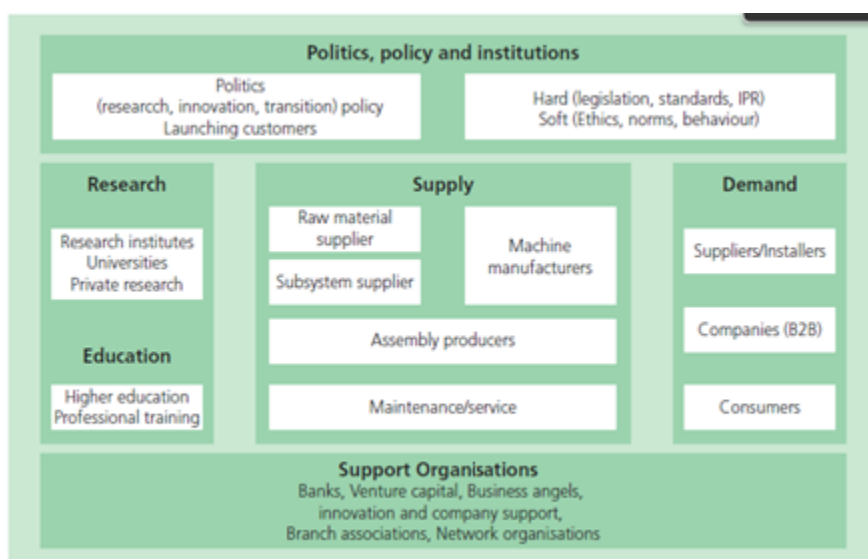 Politics, policy and institutions
Politics
(researcch, innovation, transition) policy
Launching customers
Hard (legislation, standards, IPR)
Soft (Ethics, norms, behaviour)
Research
Research institutes
Universities
Private research
Education
Higher education
Professional training
Supply
Raw material
supplier
Subsystem supplier
Machine
manufacturers
Assembly producers
Maintenance/service
Demand
Suppliers/Installers
Companies (B2B)
Consumers
Support Organisations
Banks, Venture capital, Business angels,
innovation and company support,
Branch associations, Network organisations